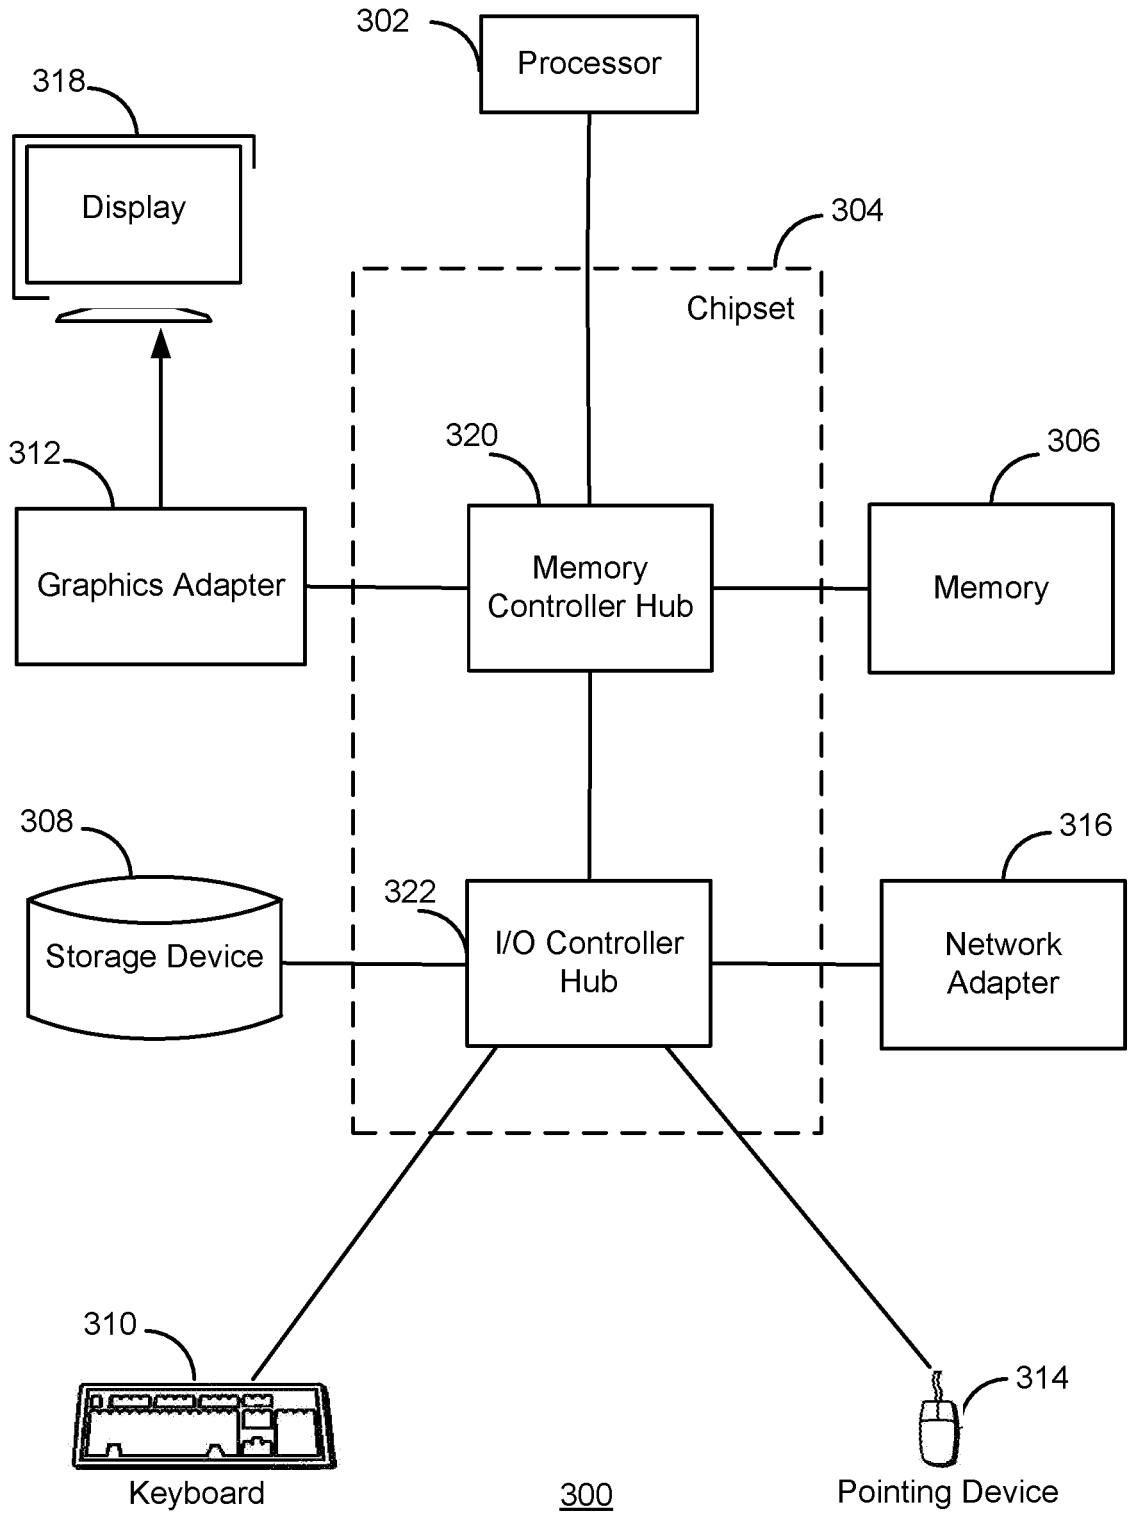 302
Processor
318
Display
304
Chipset
312
320
306
Graphics Adapter
Memory
Controller Hub
Memory
308
322
316
Storage Device
I/O Controller
Hub
Network
Adapter
310
314
Keyboard
300
Pointing Device